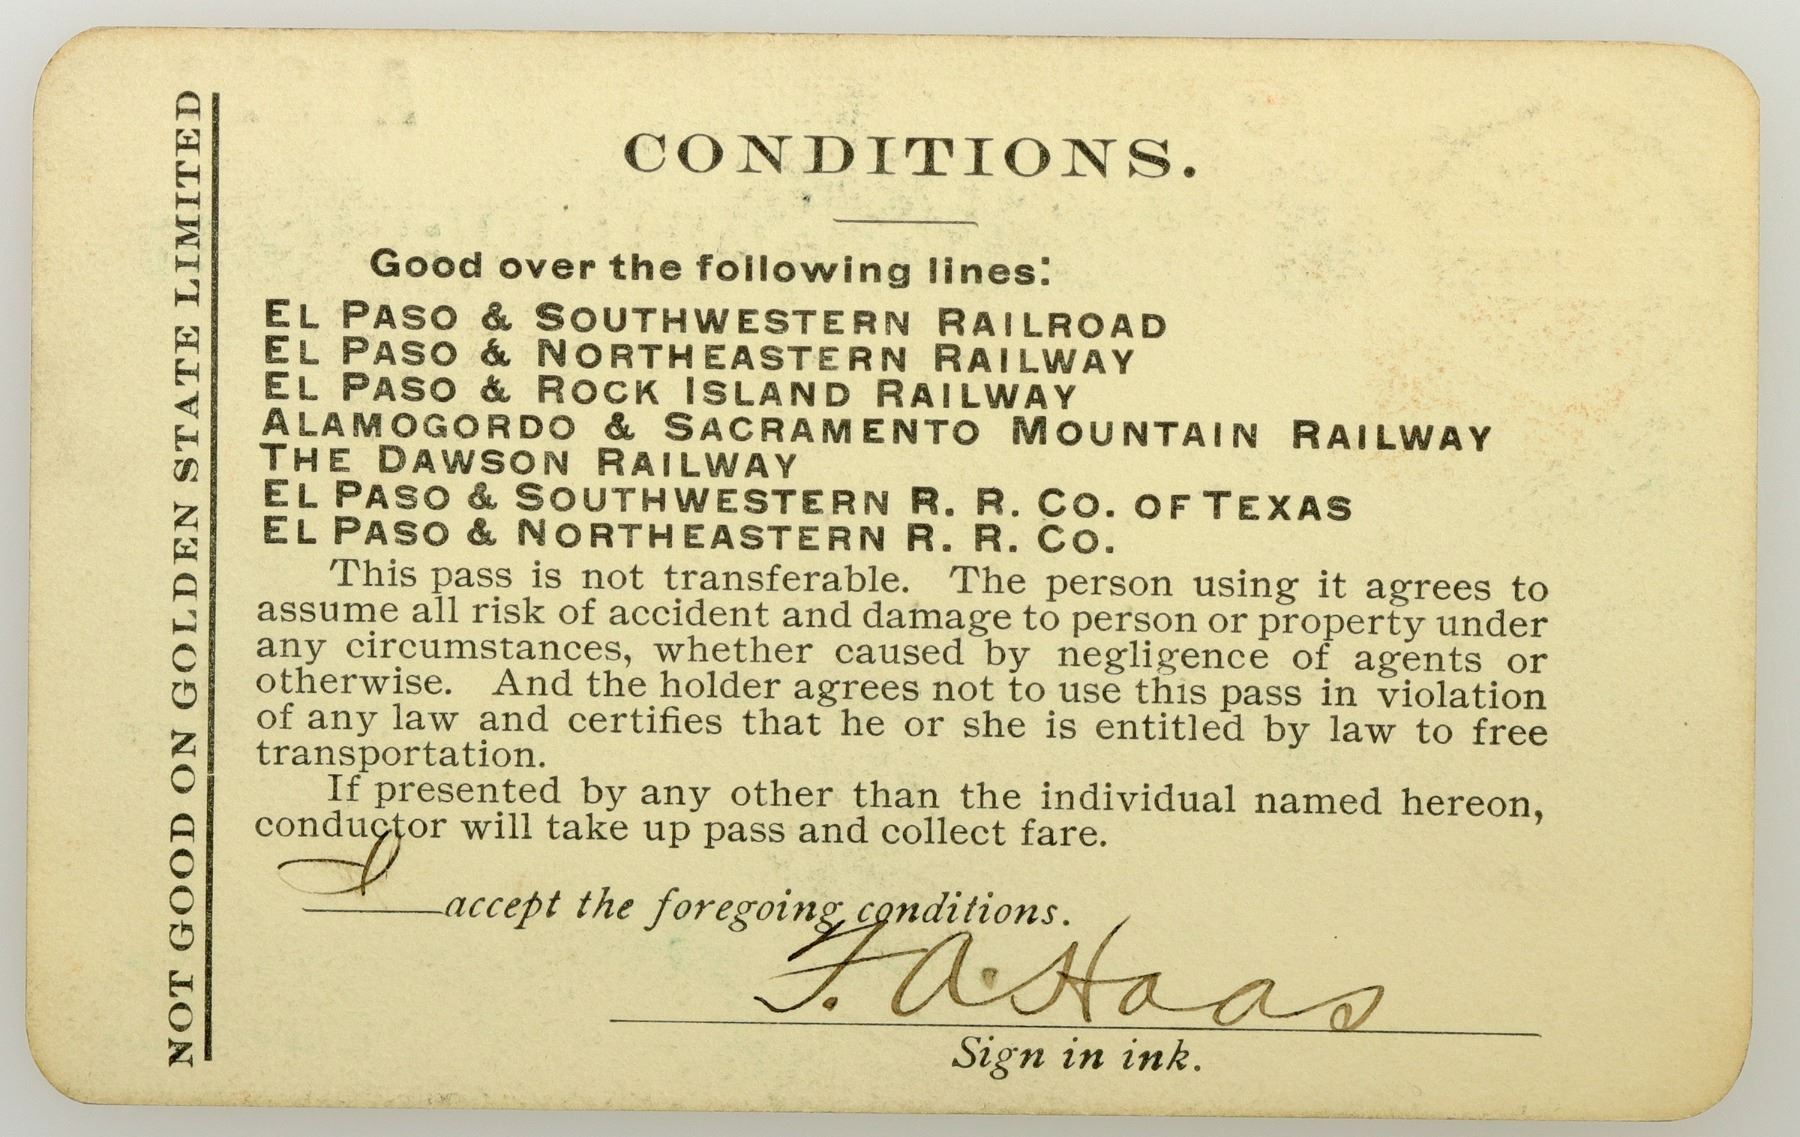 NOT GOOD ON GOLDEN STATE LIMITED
CONDITIONS.
Good over the following lines:
EL PASO & SOUTHWESTERN RAILROAD
EL PASO & NORTHEASTERN RAILWAY
EL PASO & ROCK ISLAND RAILWAY
ALAMOGORDO & SACRAMENTO MOUNTAIN RAILWAY
THE DAWSON RAILWAY
EL PASO & SOUTHWESTERN R. R. CO. OF TEXAS
EL PASO & NORTHEASTERN R. R. CO.
This pass is not transferable. The person using it agrees to
assume all risk of accident and damage to person or property under
any circumstances, whether caused by negligence of agents or
otherwise. And the holder agrees not to use this pass in violation
of any law and certifies that he or she is entitled by law to free
transportation.
If presented by any other than the individual named hereon,
conductor will take up pass and collect fare.
I accept the foregoing conditions.
F. A. Haas
Sign in ink.